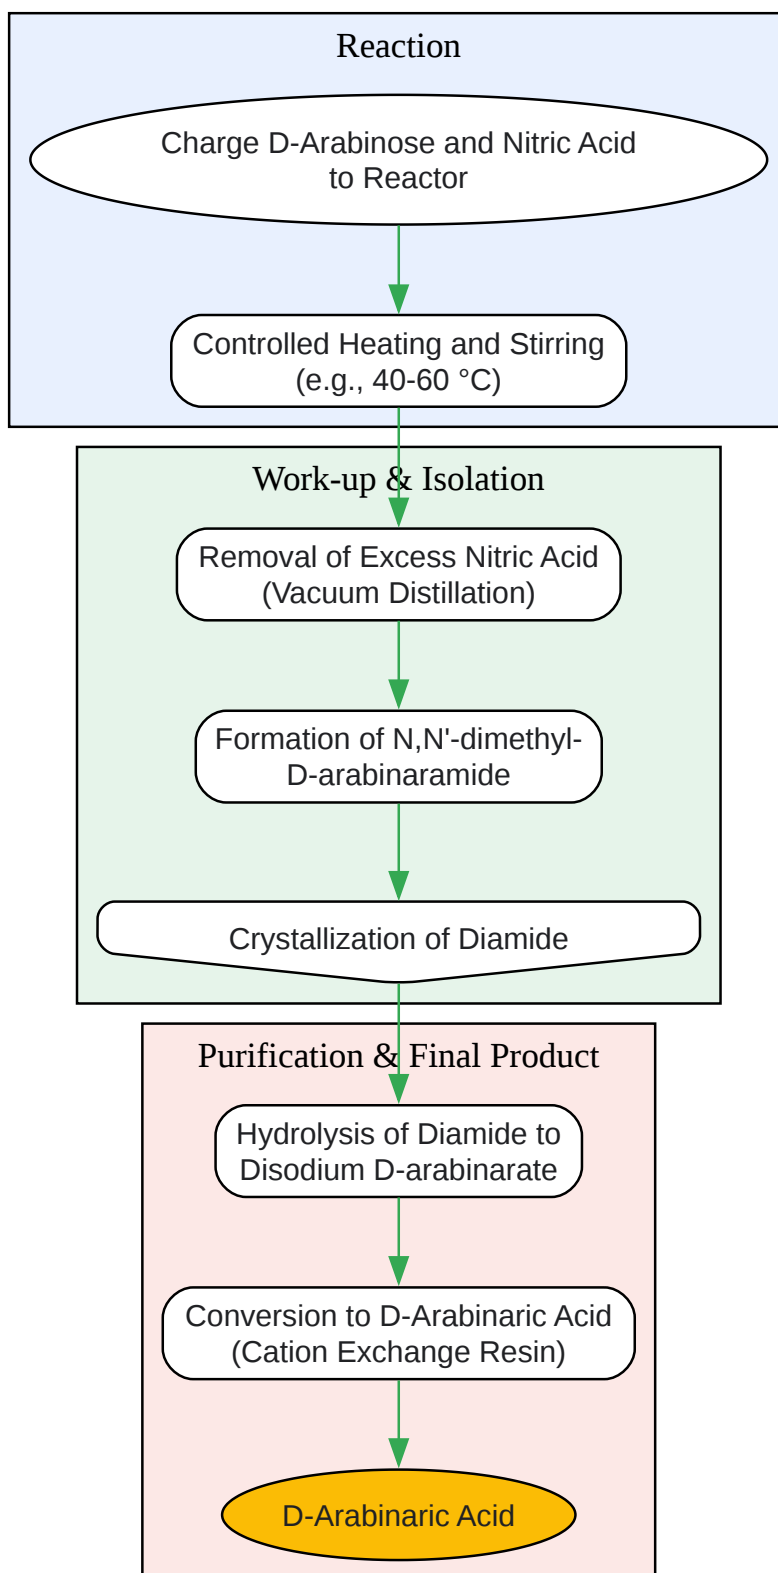 Reaction
Charge D-Arabinose and Nitric Acid
to Reactor
Controlled Heating and Stirring
(e.g., 40-60 °C)
Work-up & Isolation
Removal of Excess Nitric Acid
(Vacuum Distillation)
Formation of N,N'-dimethyl-
D-arabinaramide
Crystallization of Diamide
Purification & Final Product
Hydrolysis of Diamide to
Disodium D-arabinarate
Conversion to D-Arabinaric Acid
(Cation Exchange Resin)
D-Arabinaric Acid